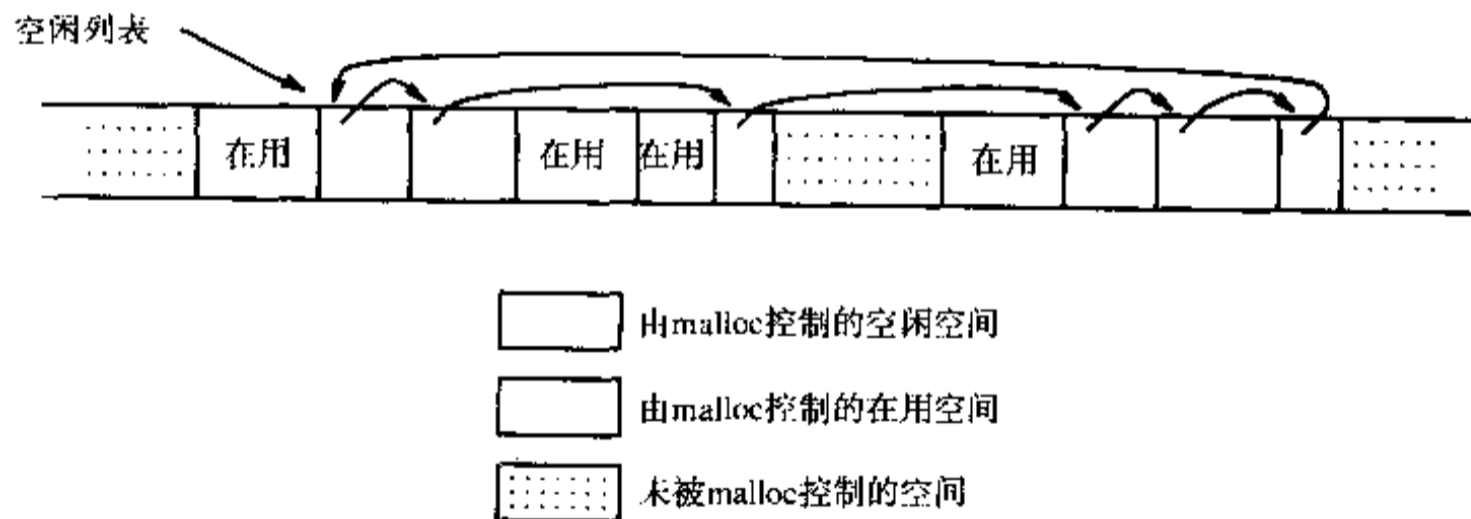 空闲列表
在用 在用 在用 在用
由malloc控制的空闲空间
由malloc控制的在用空间
未被malloc控制的空间